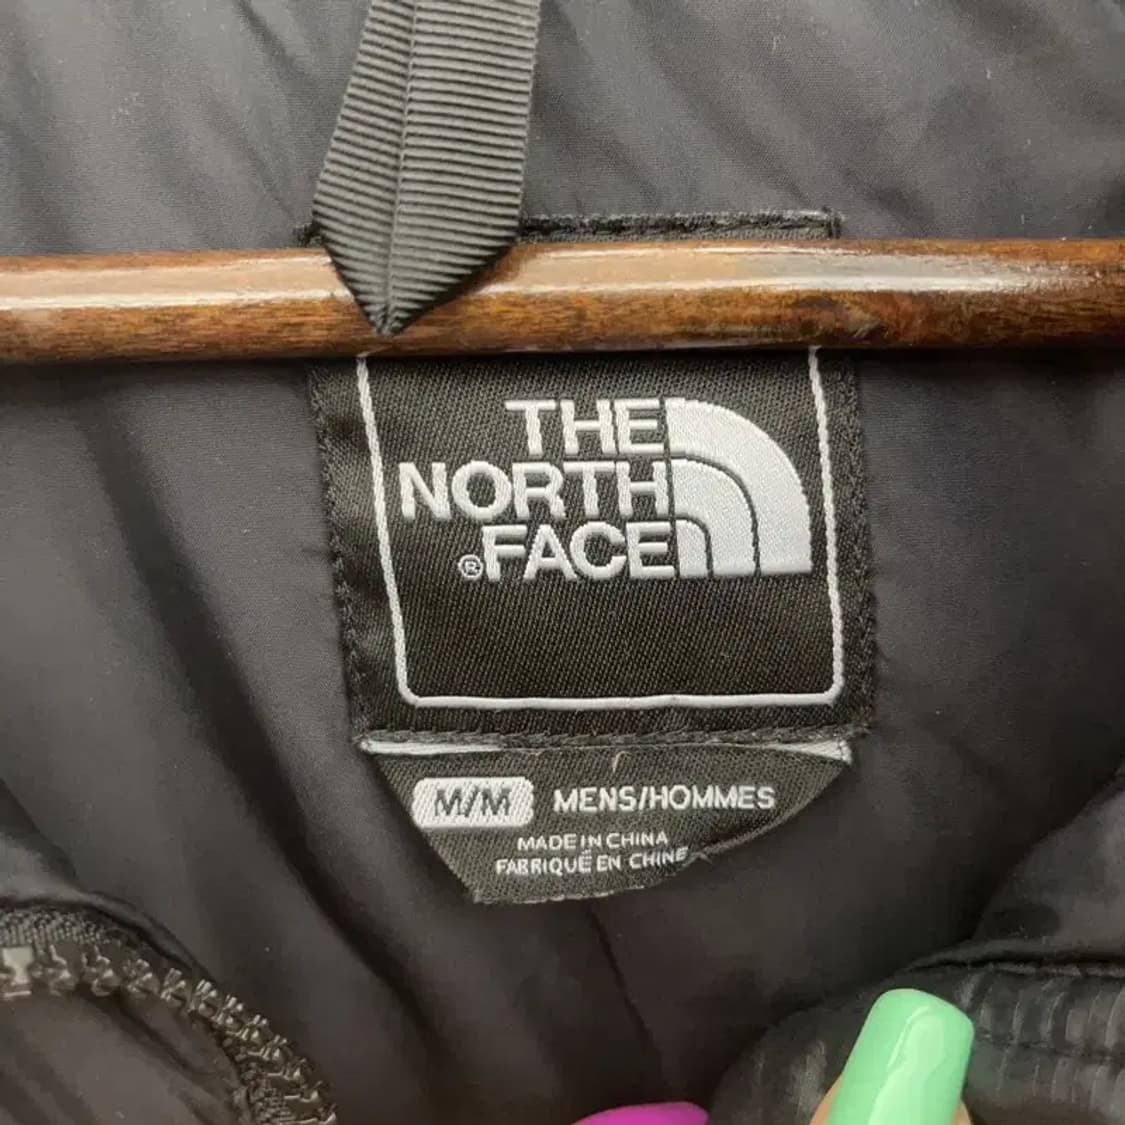 THE
NORTH
®FACE
M/M MENS/HOMMES
MADE IN CHINA
FABRIQUÉ EN CHINE